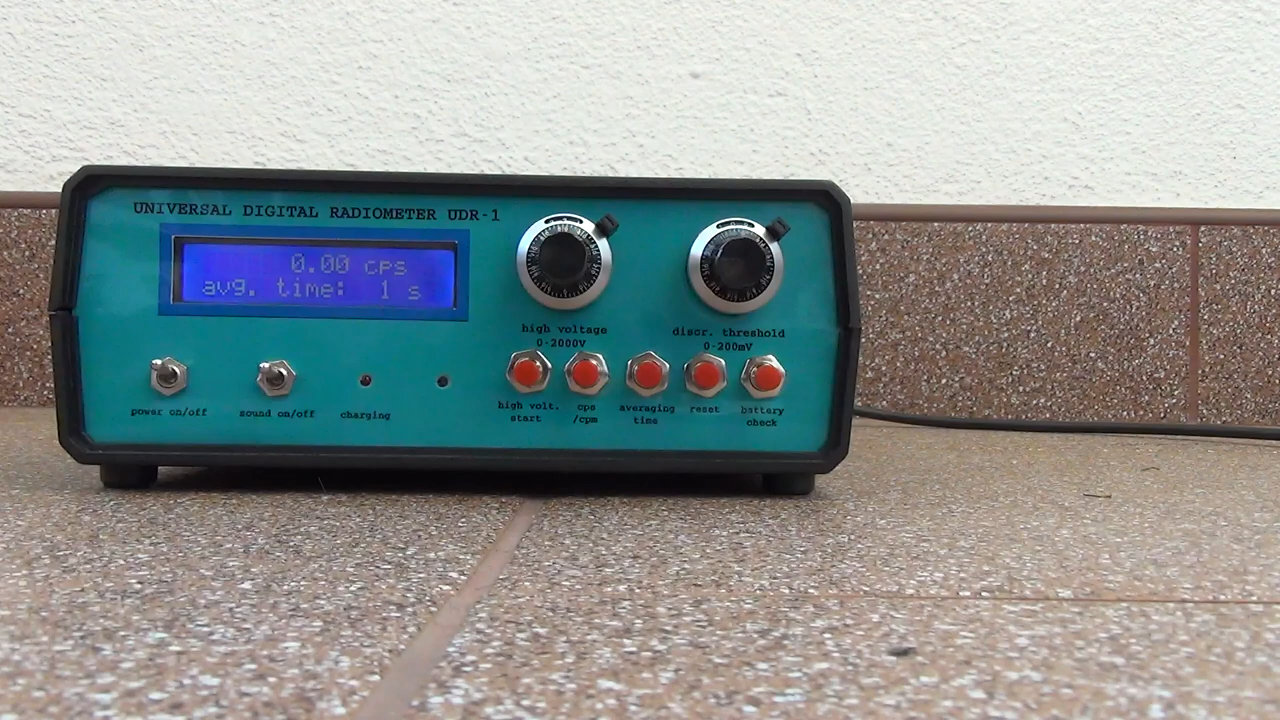 UNIVERSAL DIGITAL RADIOMETER UDR-1
0.00 cps
avg. time: 1 s
high voltage
0-2000V
discr. threshold
0-200mV
power on/off
sound on/off
charging
high volt.
start
cps
/cpm
averaging
time
reset
battery
check